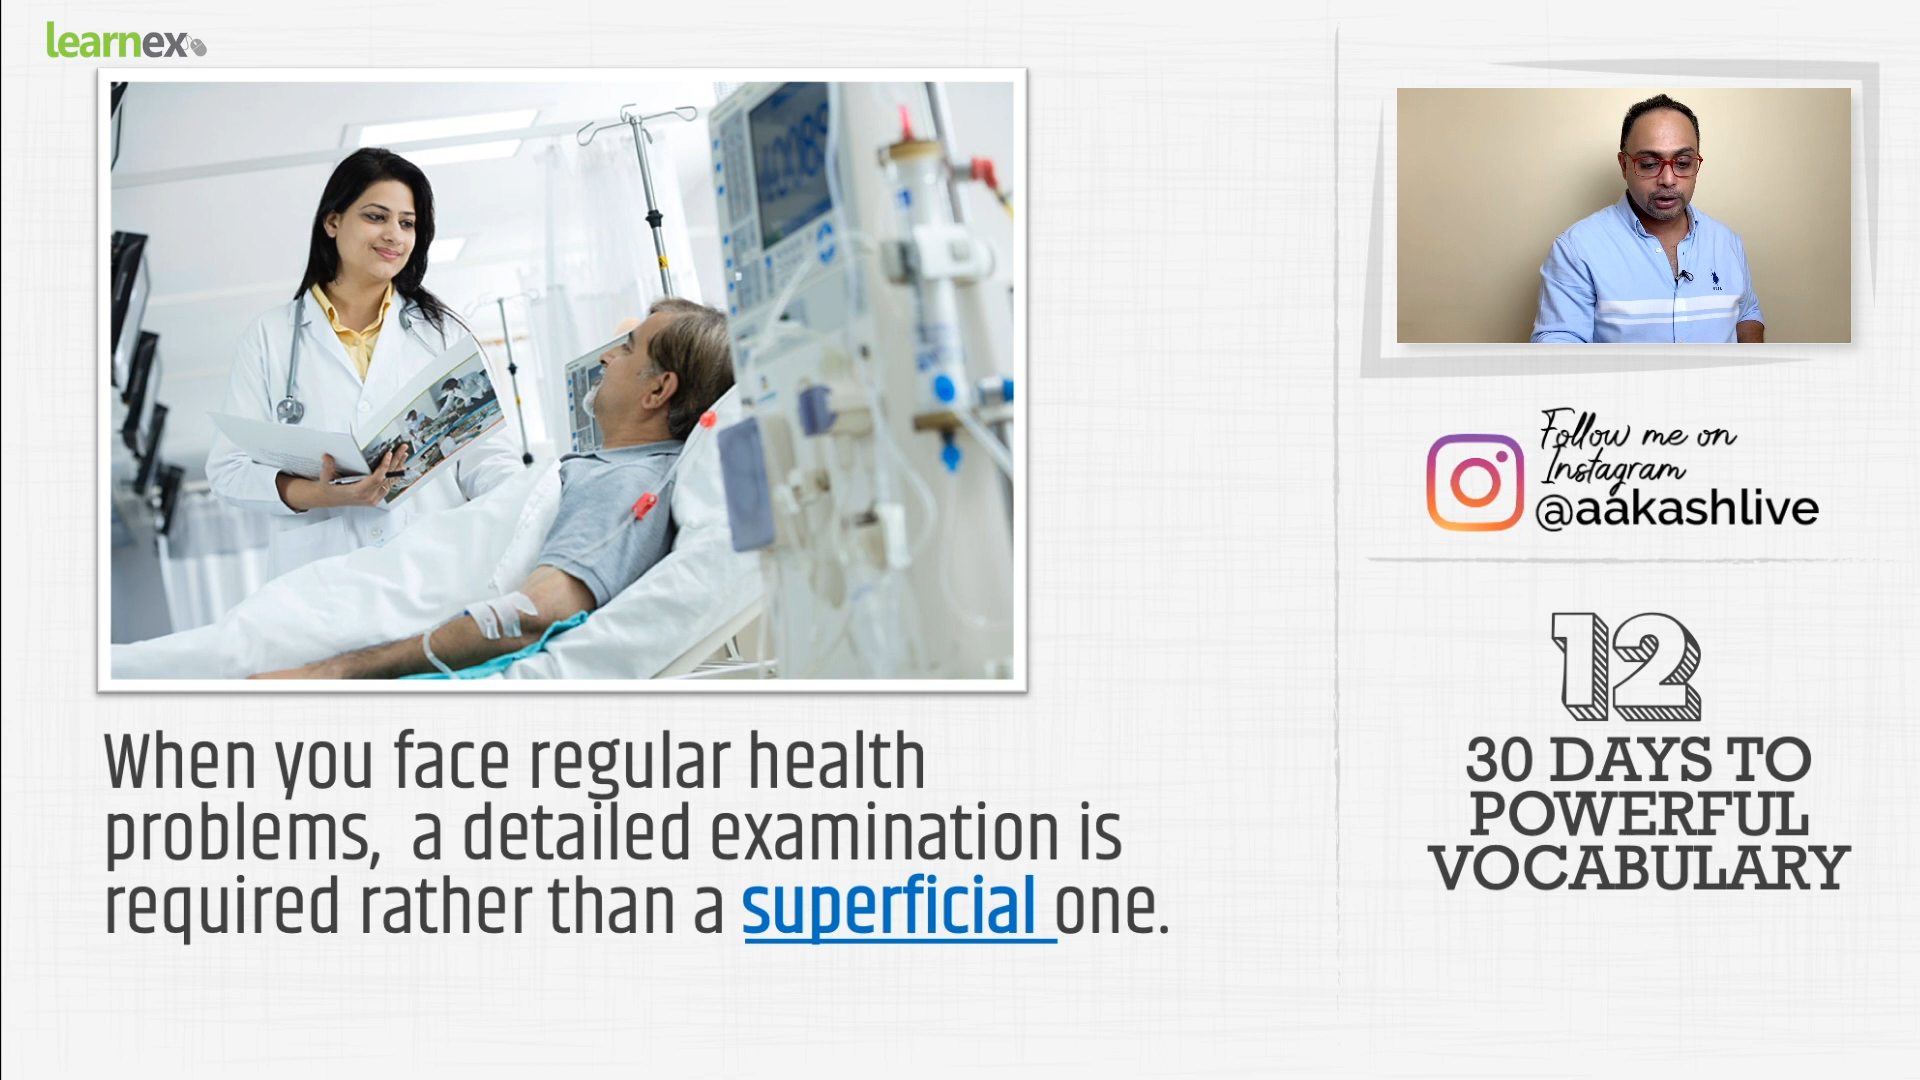 learnex
When you face regular health
problems, a detailed examination is
required rather than a superficial one.
Follow me on
Instagram
@aakashlive
12
30 DAYS TO
POWERFUL
VOCABULARY